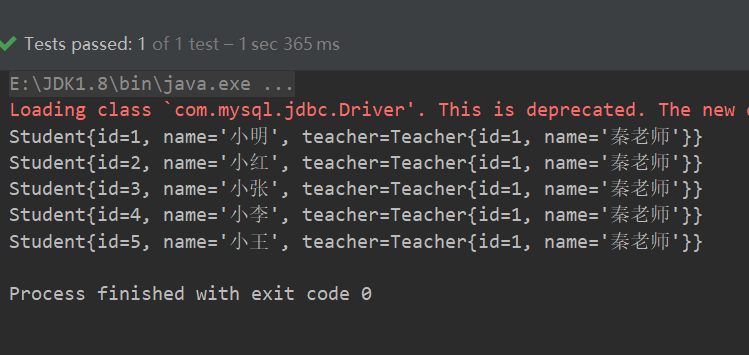 Tests passed: 1 of 1 test – 1 sec 365 ms
E:\JDK1.8\bin\java.exe ...
Loading class `com.mysql.jdbc.Driver'. This is deprecated. The new
Student{id=1, name='小明', teacher=Teacher{id=1, name='秦老师'}}
Student{id=2, name='小红', teacher=Teacher{id=1, name='秦老师'}}
Student{id=3, name='小张', teacher=Teacher{id=1, name='秦老师'}}
Student{id=4, name='小李', teacher=Teacher{id=1, name='秦老师'}}
Student{id=5, name='小王', teacher=Teacher{id=1, name='秦老师'}}
Process finished with exit code 0